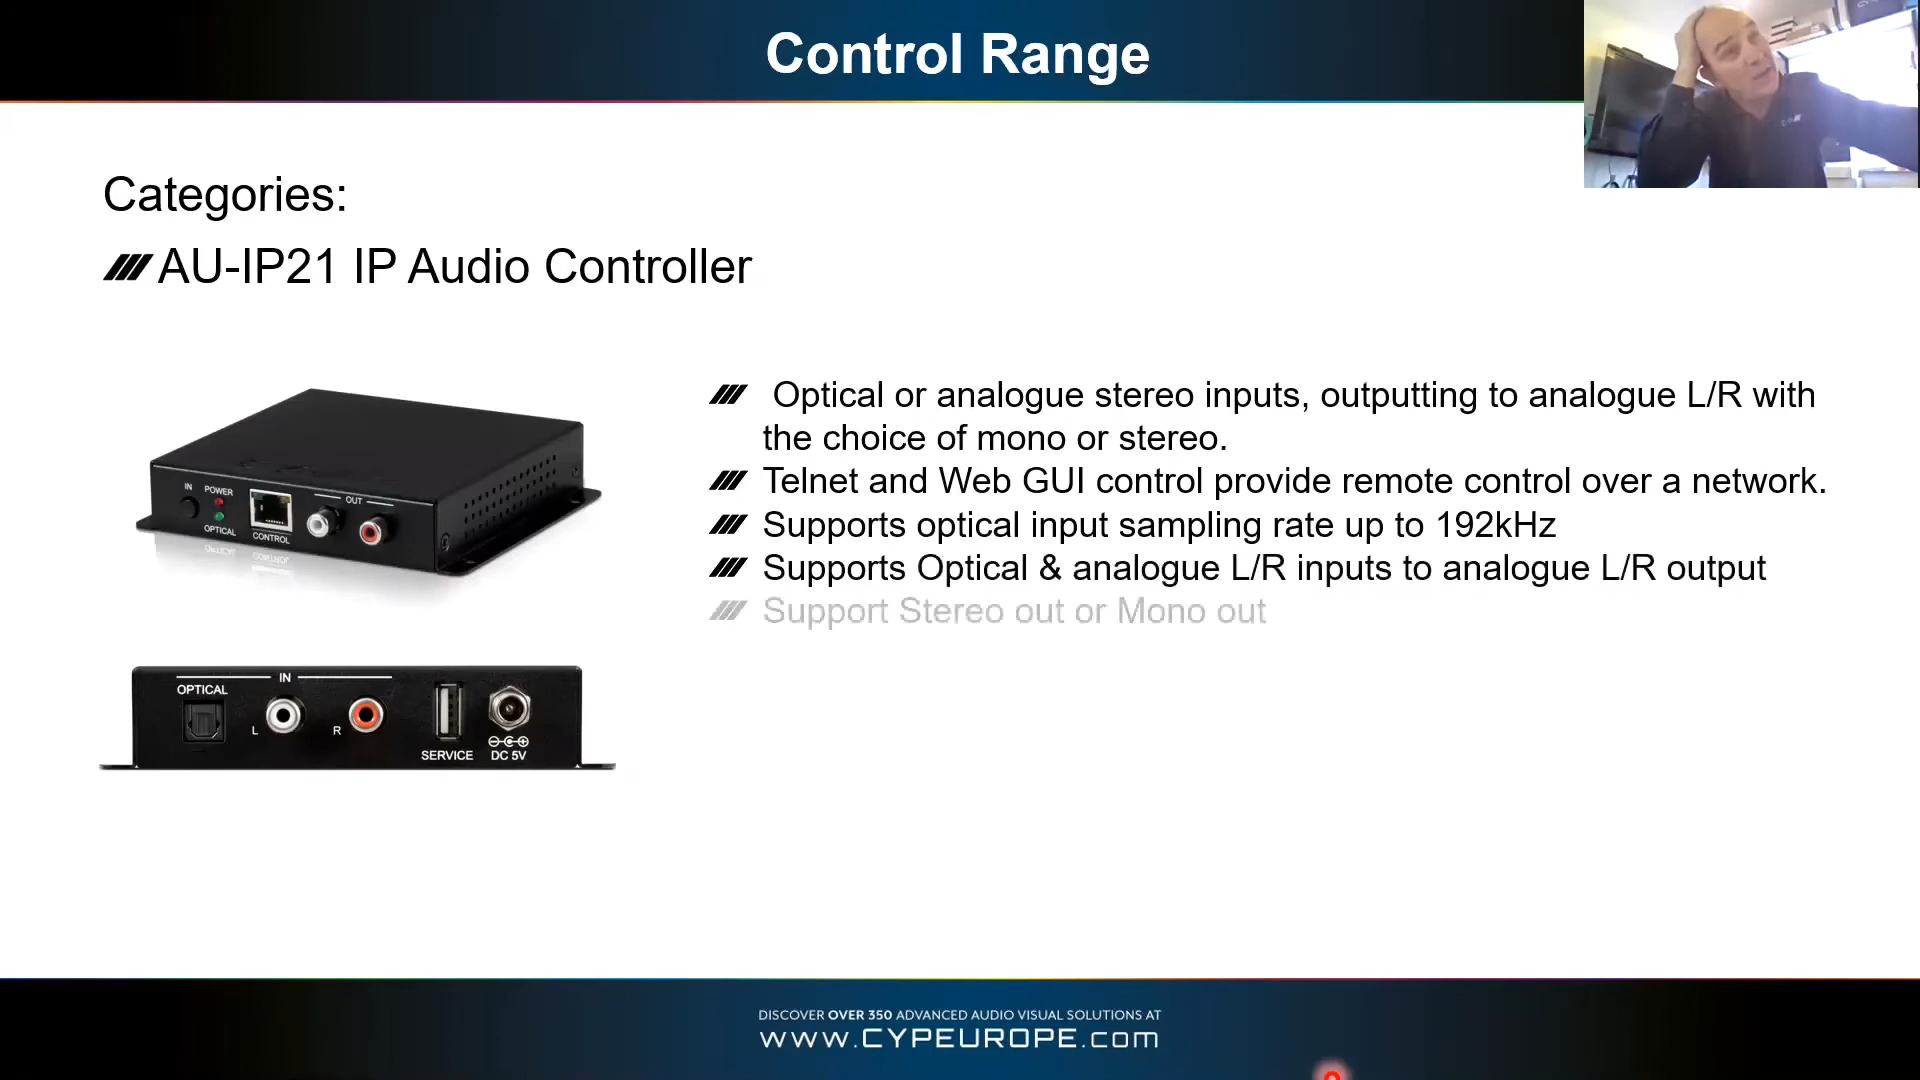 Control Range
Categories:
AU-IP21 IP Audio Controller
Optical or analogue stereo inputs, outputting to analogue L/R with
the choice of mono or stereo.
Telnet and Web GUI control provide remote control over a network.
Supports optical input sampling rate up to 192kHz
Supports Optical & analogue L/R inputs to analogue L/R output
Support Stereo out or Mono out
IN
POWER
OPTICAL
CONTROL
OUT
IN
OPTICAL
L
R
SERVICE
DC 5V
DISCOVER OVER 350 ADVANCED AUDIO VISUAL SOLUTIONS AT
WWW.CYPEUROPE.com